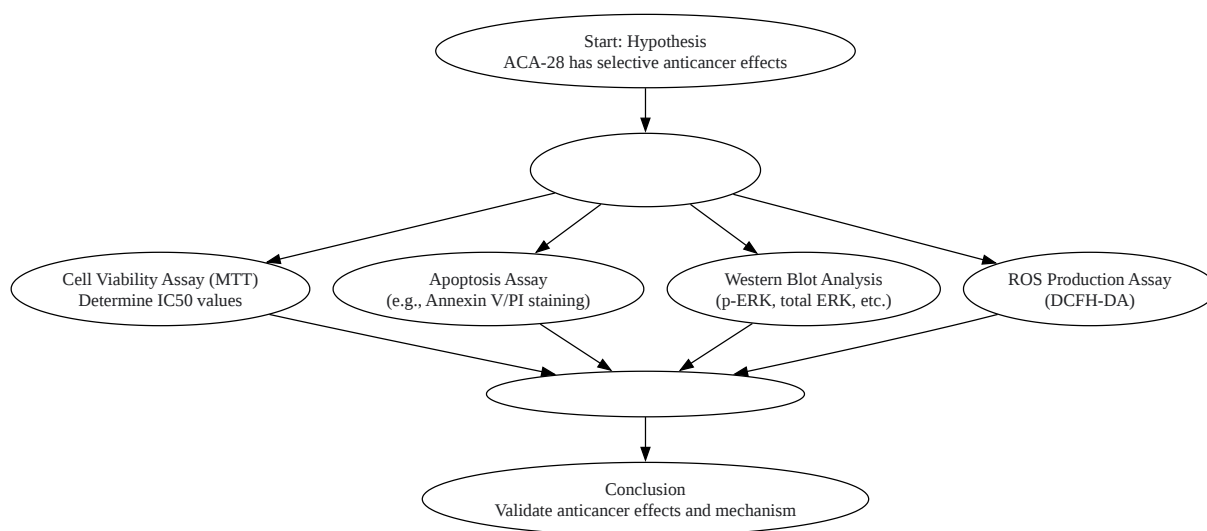 Start: Hypothesis
ACA-28 has selective anticancer effects
Cell Viability Assay (MTT)
Determine IC50 values
Apoptosis Assay
(e.g., Annexin V/PI staining)
Western Blot Analysis
(p-ERK, total ERK, etc.)
ROS Production Assay
(DCFH-DA)
Conclusion
Validate anticancer effects and mechanism